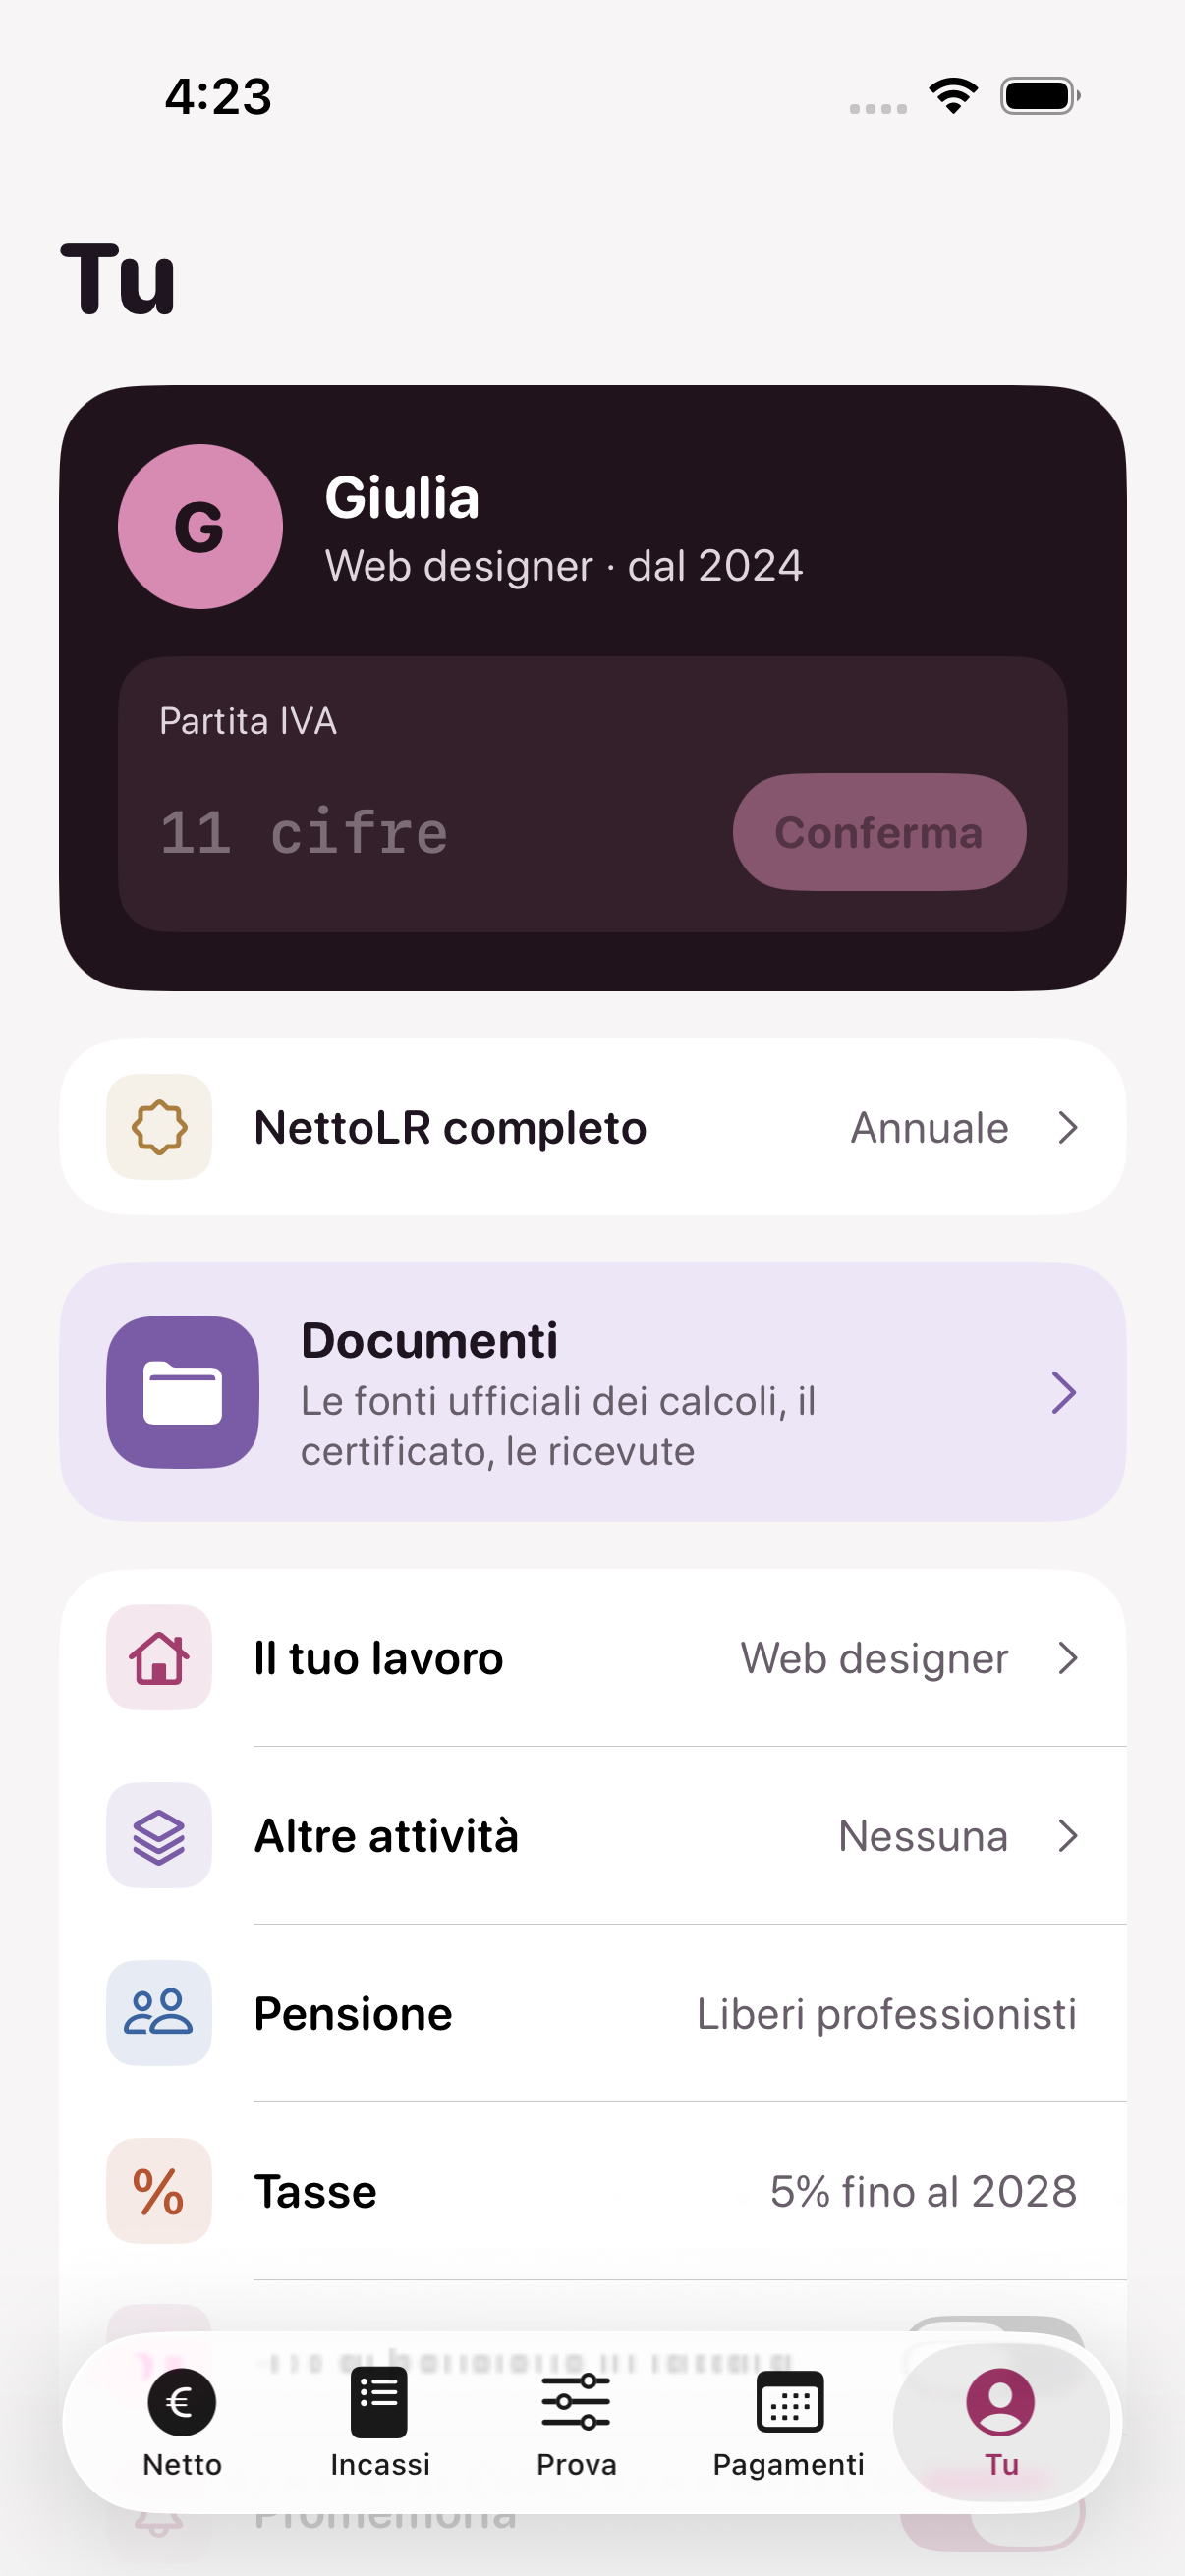 4:23
Tu
G
Giulia
Web designer · dal 2024
Partita IVA
11 cifre
Conferma
NettoLR completo
Annuale
Documenti
Le fonti ufficiali dei calcoli, il
certificato, le ricevute
Il tuo lavoro
Web designer
Altre attività
Nessuna
Pensione
Liberi professionisti
%
Tasse
5% fino al 2028
€
Netto
Incassi
Prova
Pagamenti
Tu
Promemoria